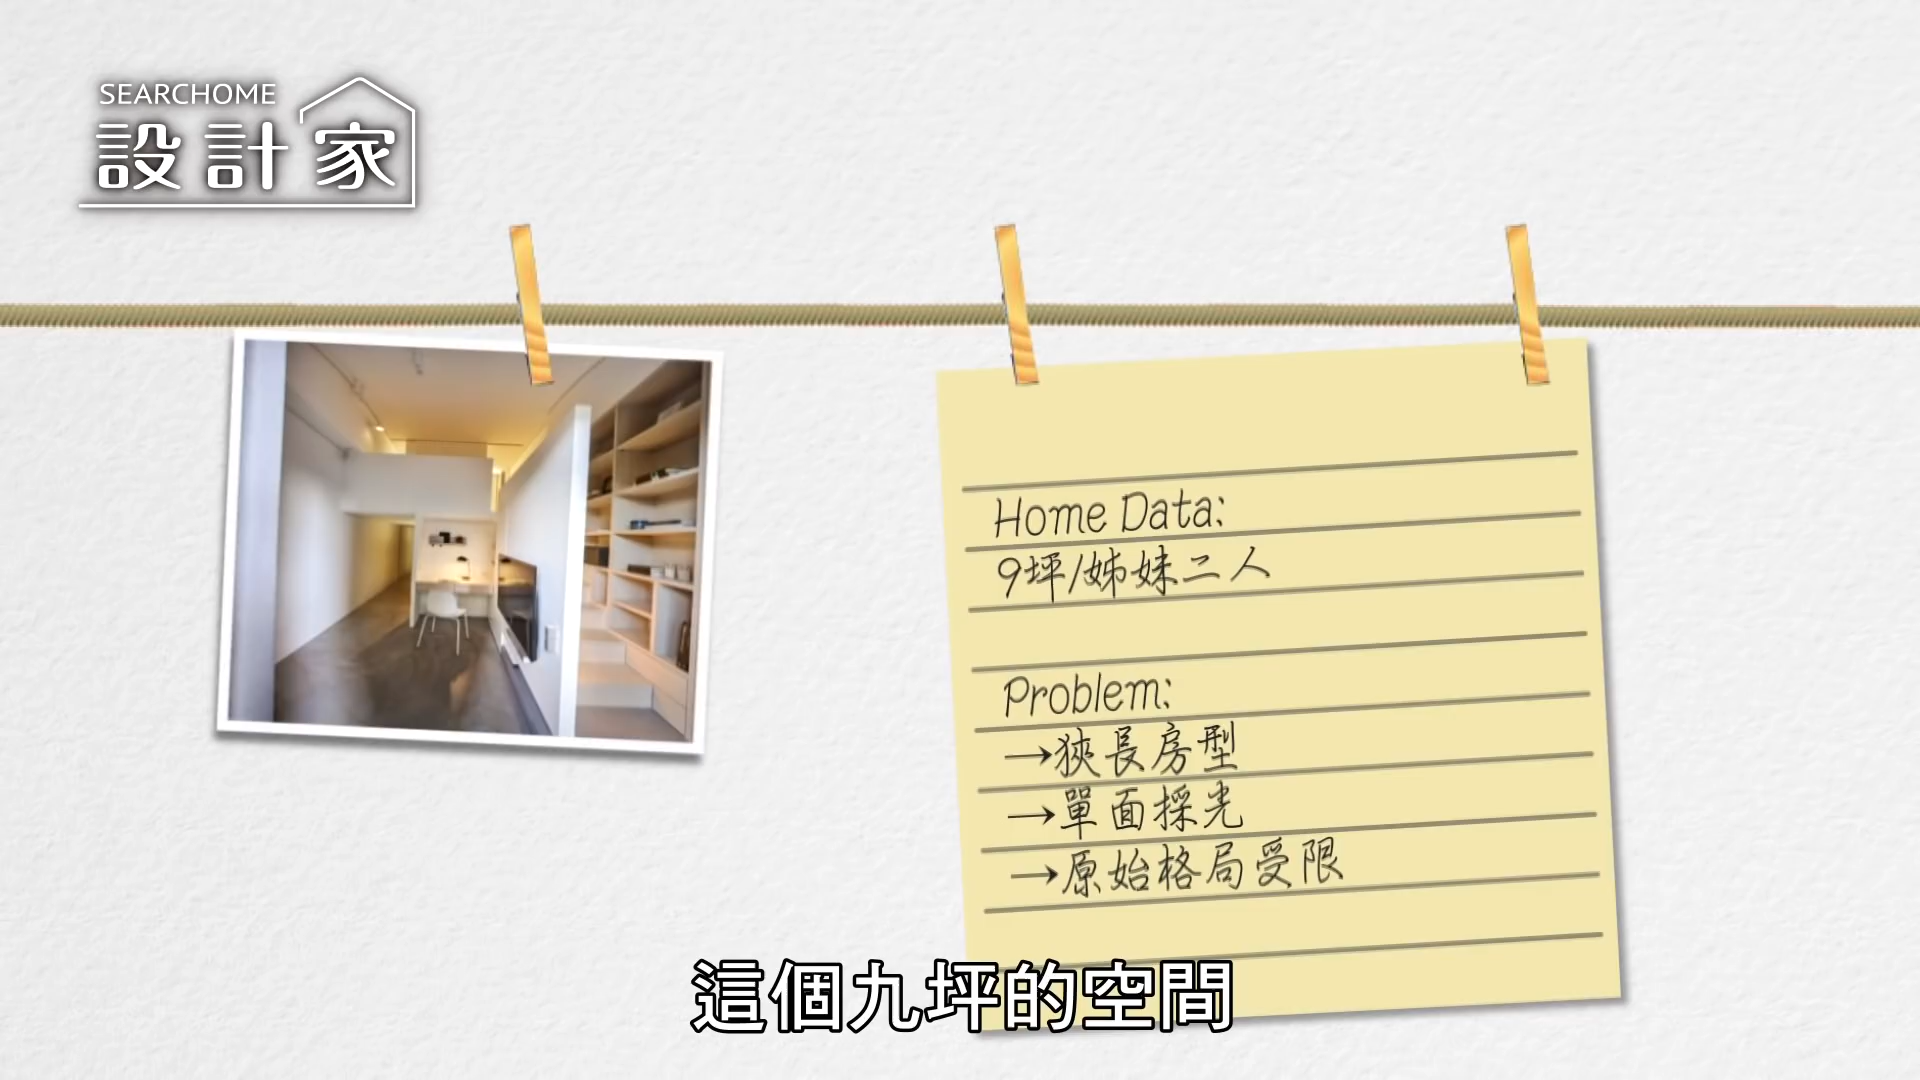 SEARCHOME
設計家
Home Data:
9坪/姊妹二人
Problem:
→狹長房型
→單面採光
→原始格局受限
這個九坪的空間